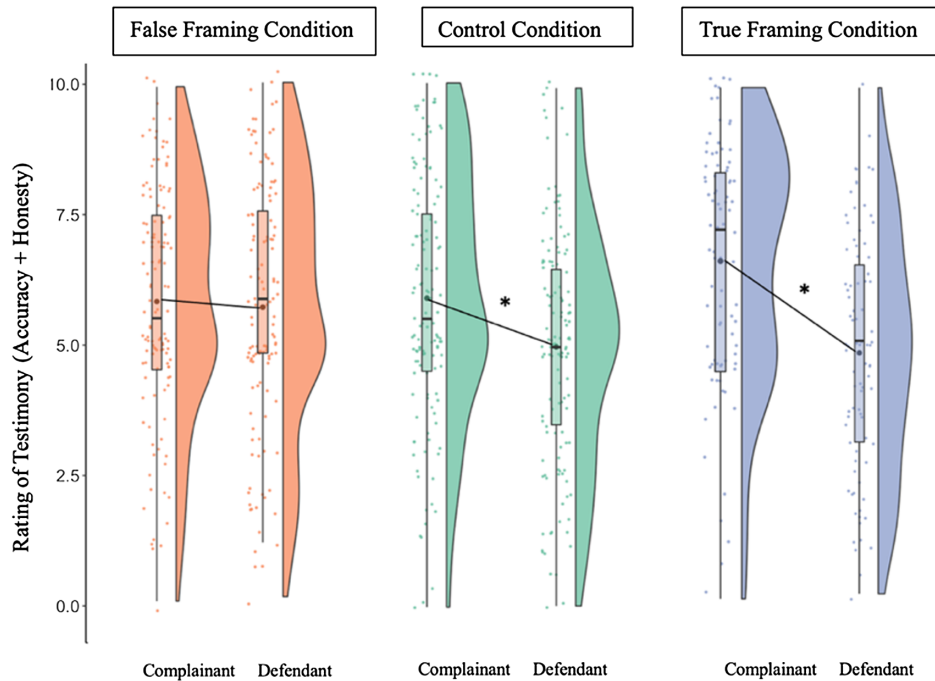 False Framing Condition
Control Condition
True Framing Condition
Rating of Testimony (Accuracy + Honesty)
10.0
7.5
5.0
2.5
0.0
*
*
Complainant Defendant
Complainant Defendant
Complainant Defendant